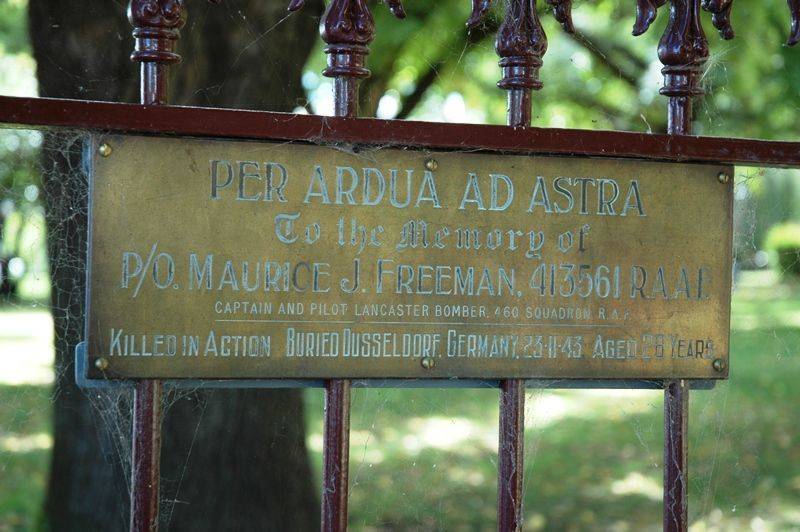 PER ARDUA AD ASTRA
To the Memory of
P/O. MAURICE J. FREEMAN, 413561 R.A.A.F.
CAPTAIN AND PILOT LANCASTER BOMBER. 460 SQUADRON R.A.F.
KILLED IN ACTION BURIED DUSSELDORF, GERMANY, 23-11-43 AGED 28 YEARS